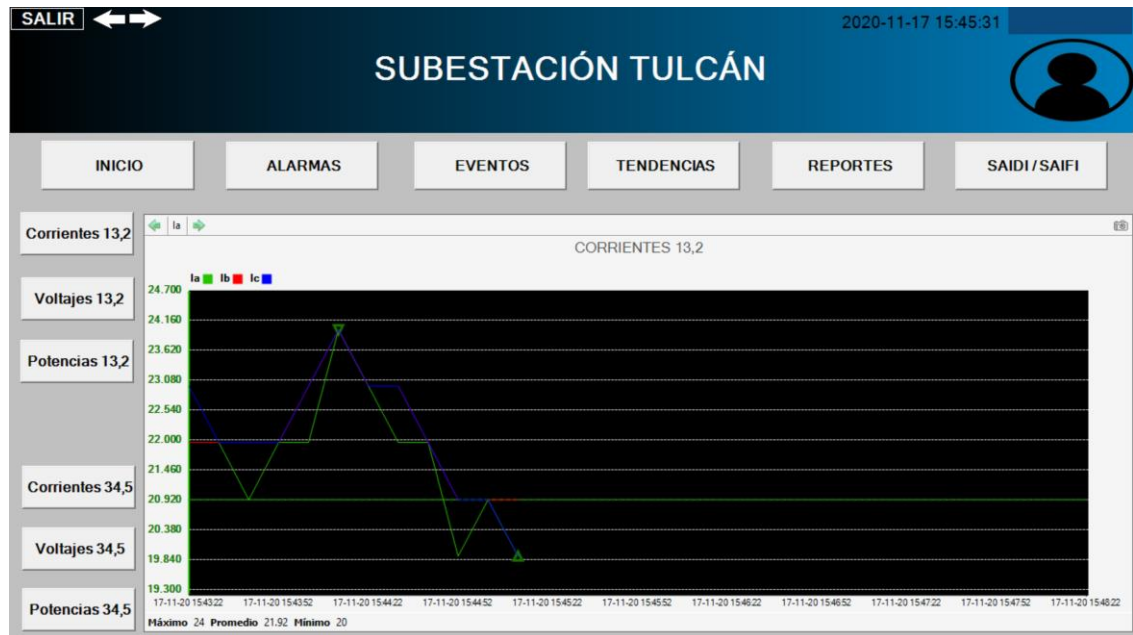 SALIR
2020-11-17 15:45:31
SUBESTACIÓN TULCÁN
INICIO
ALARMAS
EVENTOS
TENDENCIAS
REPORTES
SAIDI / SAIFI
Corrientes 13,2
Voltajes 13,2
Potencias 13,2
Corrientes 34,5
Voltajes 34,5
Potencias 34,5
Ia
CORRIENTES 13,2
Ia Ib Ic
24.700
24.160
23.620
23.080
22.540
22.000
21.460
20.920
20.380
19.840
19.300
17-11-20 15:43:22 17-11-20 15:43:52 17-11-20 15:44:22 17-11-20 15:44:52 17-11-20 15:45:22 17-11-20 15:45:52 17-11-20 15:46:22 17-11-20 15:46:52 17-11-20 15:47:22 17-11-20 15:47:52 17-11-20 15:48:22
Máximo 24 Promedio 21.92 Mínimo 20